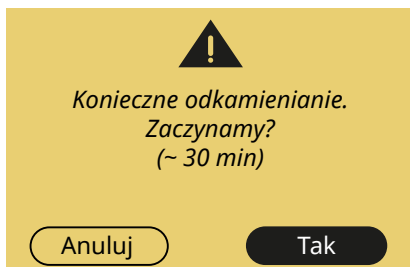 Konieczne odkamienianie.
Zaczynamy?
(~ 30 min)
Anuluj Tak